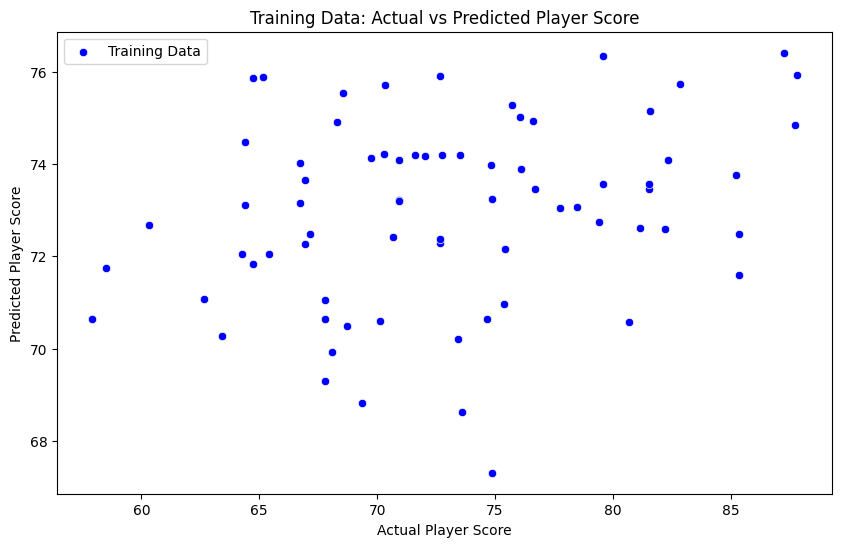 Training Data: Actual vs Predicted Player Score
Training Data
76
74
72
70
68
Predicted Player Score
60
65
70
75
80
85
Actual Player Score